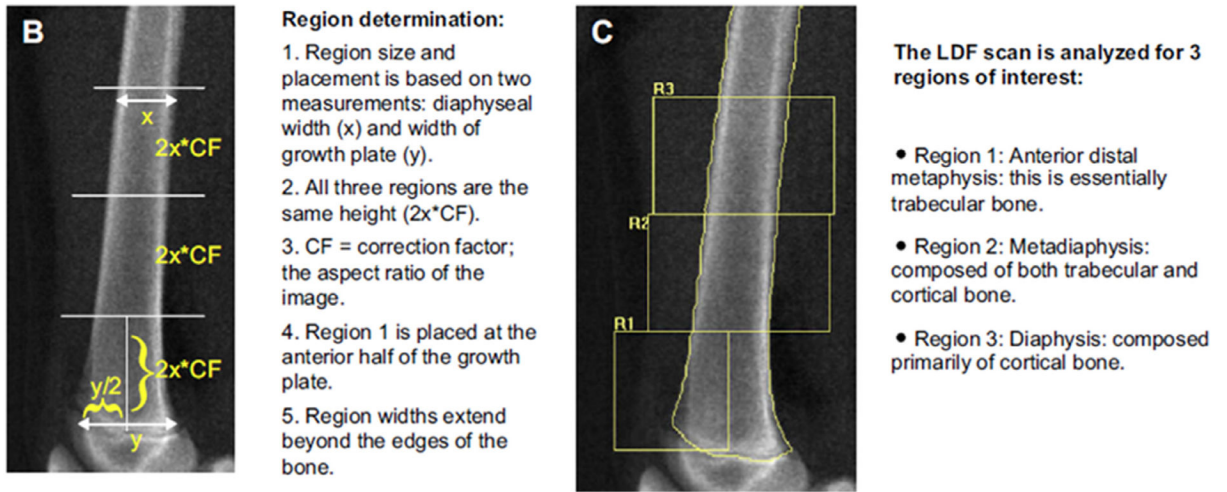 B
x
2x*CF
2x*CF
2x*CF
y/2
y
Region determination:
1. Region size and
placement is based on two
measurements: diaphyseal
width (x) and width of
growth plate (y).
2. All three regions are the
same height (2x*CF).
3. CF = correction factor;
the aspect ratio of the
image.
4. Region 1 is placed at the
anterior half of the growth
plate.
5. Region widths extend
beyond the edges of the
bone.
C
R3
R2
R1
The LDF scan is analyzed for 3
regions of interest:
• Region 1: Anterior distal
metaphysis: this is essentially
trabecular bone.
• Region 2: Metadiaphysis:
composed of both trabecular and
cortical bone.
• Region 3: Diaphysis: composed
primarily of cortical bone.